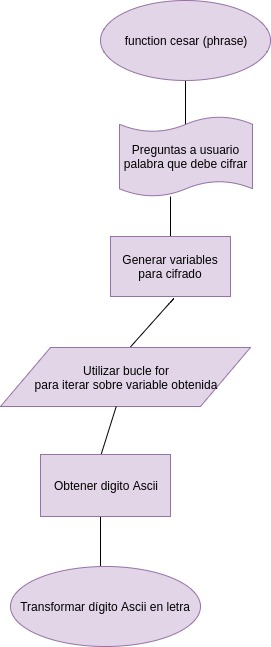 function cesar (phrase)
Preguntas a usuario
palabra que debe cifrar
Generar variables
para cifrado
Utilizar bucle for
para iterar sobre variable obtenida
Obtener digito Ascii
Transformar dígito Ascii en letra